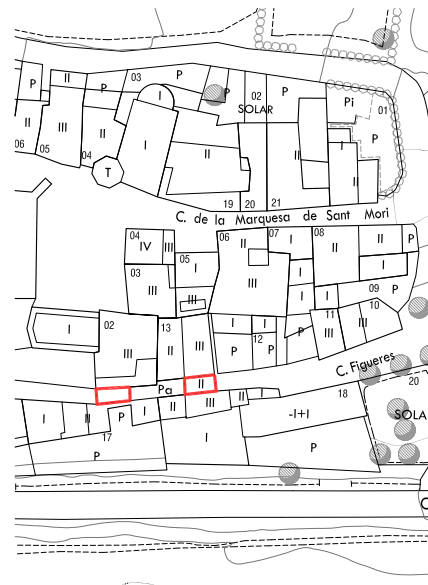 P II 03 P P P
I 02 Pi
SOLAR 01
II III II I II II I P
06 05 04
T II
19 20 21
C. de la Marquesa de Sant Mori
04 06 07 08
IV III II I II II P
05 I III I I
03 III III I I 09 P
02 13 11 10
I III II III I I III III
P 12 P
C. Figueres
Pa II 20
I II P I II III II I 18
-I+I SOLA
17
P I P